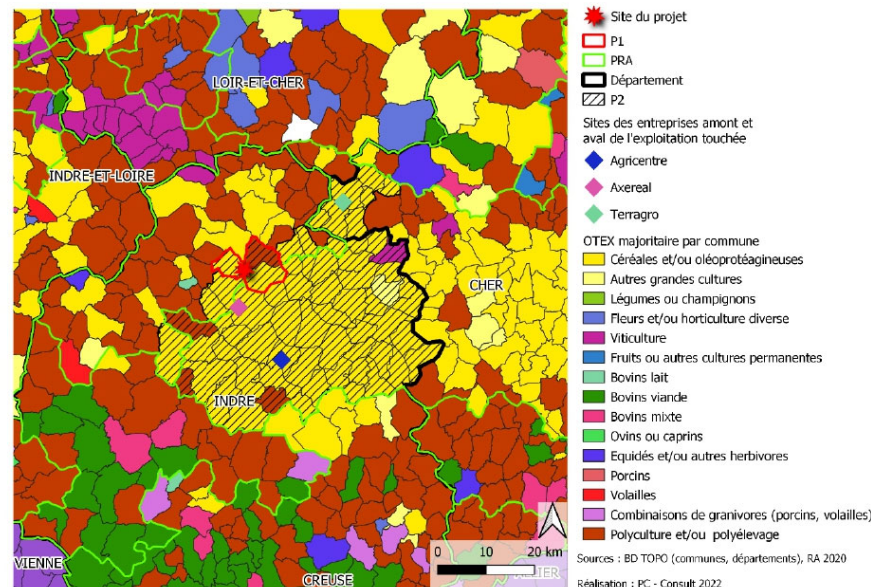 LOIR-ET-CHER
INDRE-ET-LOIRE
CHER
INDRE
VIENNE
CREUSE
ALLIER
0 10 20 km
Site du projet
P1
PRA
Département
P2
Sites des entreprises amont et
aval de l'exploitation touchée
Agricentre
Axereal
Terragro
OTEX majoritaire par commune
Céréales et/ou oléoprotéagineuses
Autres grandes cultures
Légumes ou champignons
Fleurs et/ou horticulture diverse
Viticulture
Fruits ou autres cultures permanentes
Bovins lait
Bovins viande
Bovins mixte
Ovins ou caprins
Equidés et/ou autres herbivores
Porcins
Volailles
Combinaisons de granivores (porcins, volailles)
Polyculture et/ou polyélevage
Sources : BD TOPO (communes, départements), RA 2020
Réalisation : PC - Consult 2022